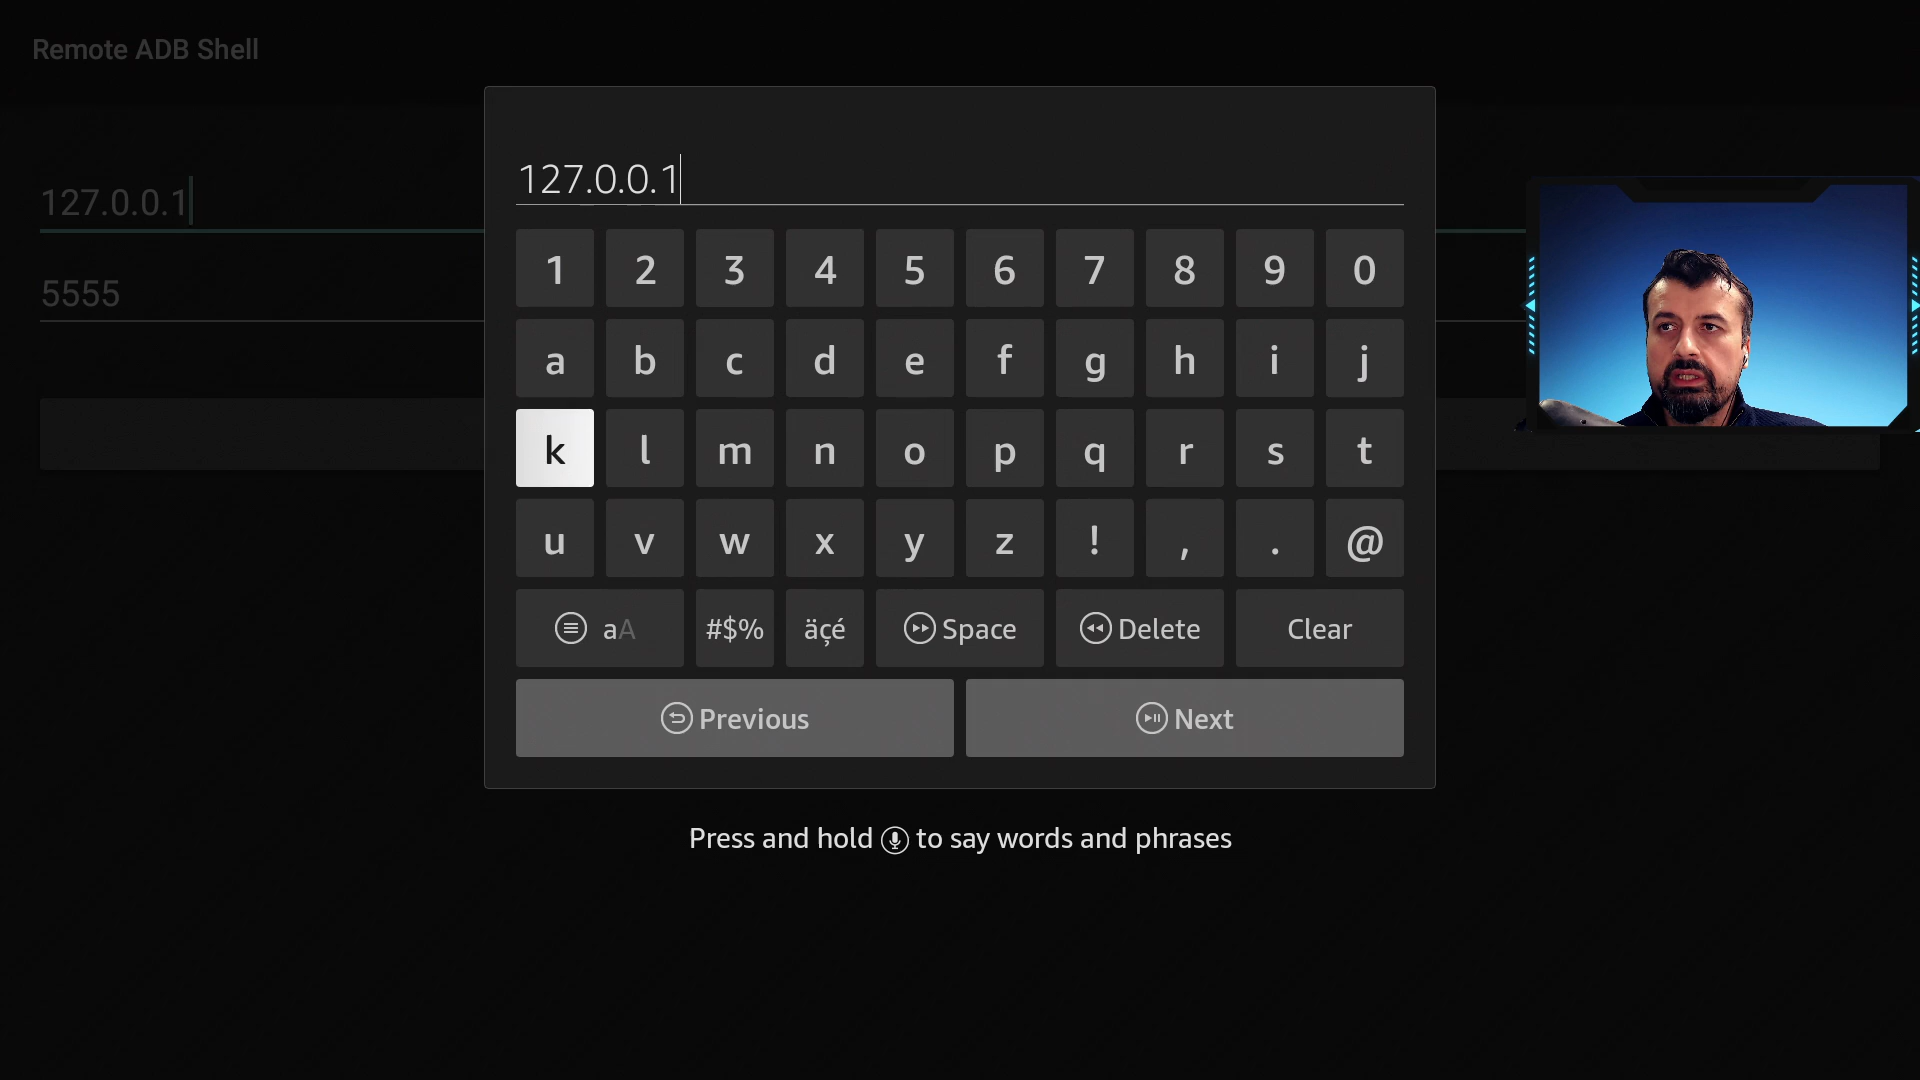 Remote ADB Shell
127.0.0.1
5555
127.0.0.1
1 2 3 4 5 6 7 8 9 0
a b c d e f g h i j
k l m n o p q r s t
u v w x y z ! , . @
aA #$% äçé Space Delete Clear
Previous Next
Press and hold to say words and phrases